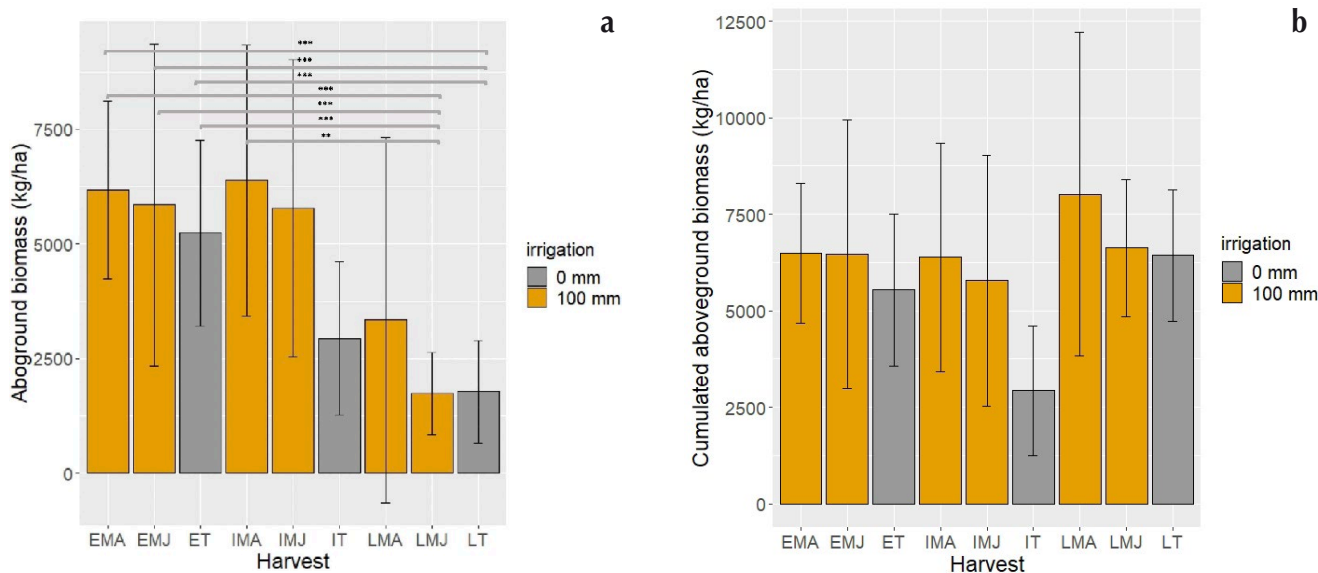 a
Aboground biomass (kg/ha)
7500
5000
2500
0
***
***
***
***
***
***
**
EMA EMJ ET IMA IMJ IT LMA LMJ LT
Harvest
irrigation
0 mm
100 mm
b
Cumulated aboveground biomass (kg/ha)
12500
10000
7500
5000
2500
0
EMA EMJ ET IMA IMJ IT LMA LMJ LT
Harvest
irrigation
0 mm
100 mm